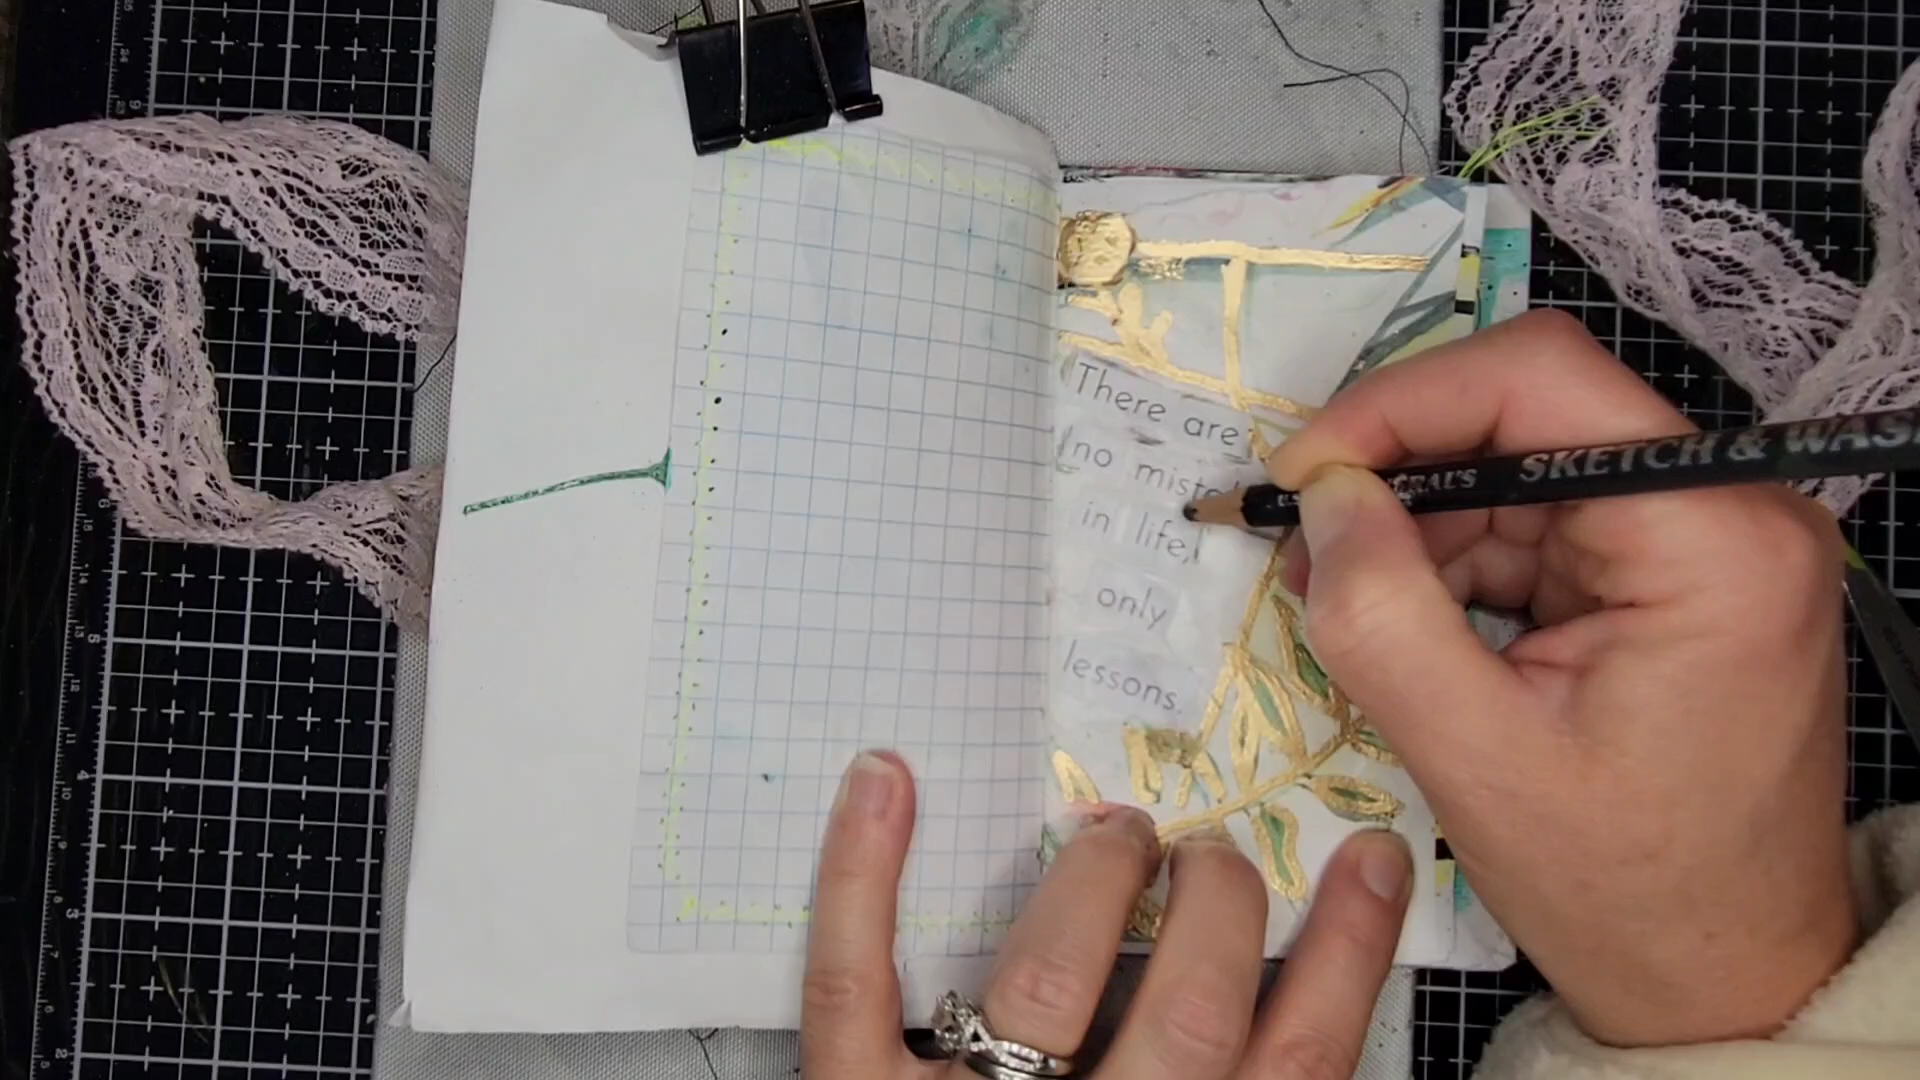 There are
no
in life,
only
lessons.
SKETCH & WAS